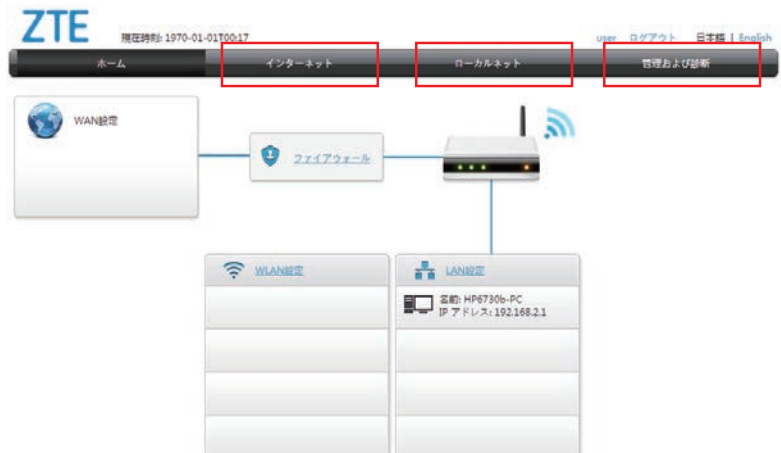 ZTE
現在時刻: 1970-01-01T00:17
user ログアウト 日本語 | English
ホーム インターネット ローカルネット 管理および診断
WAN設定
ファイアウォール
WLAN設定
LAN設定
名前: HP6730b-PC
IP アドレス: 192.168.2.1